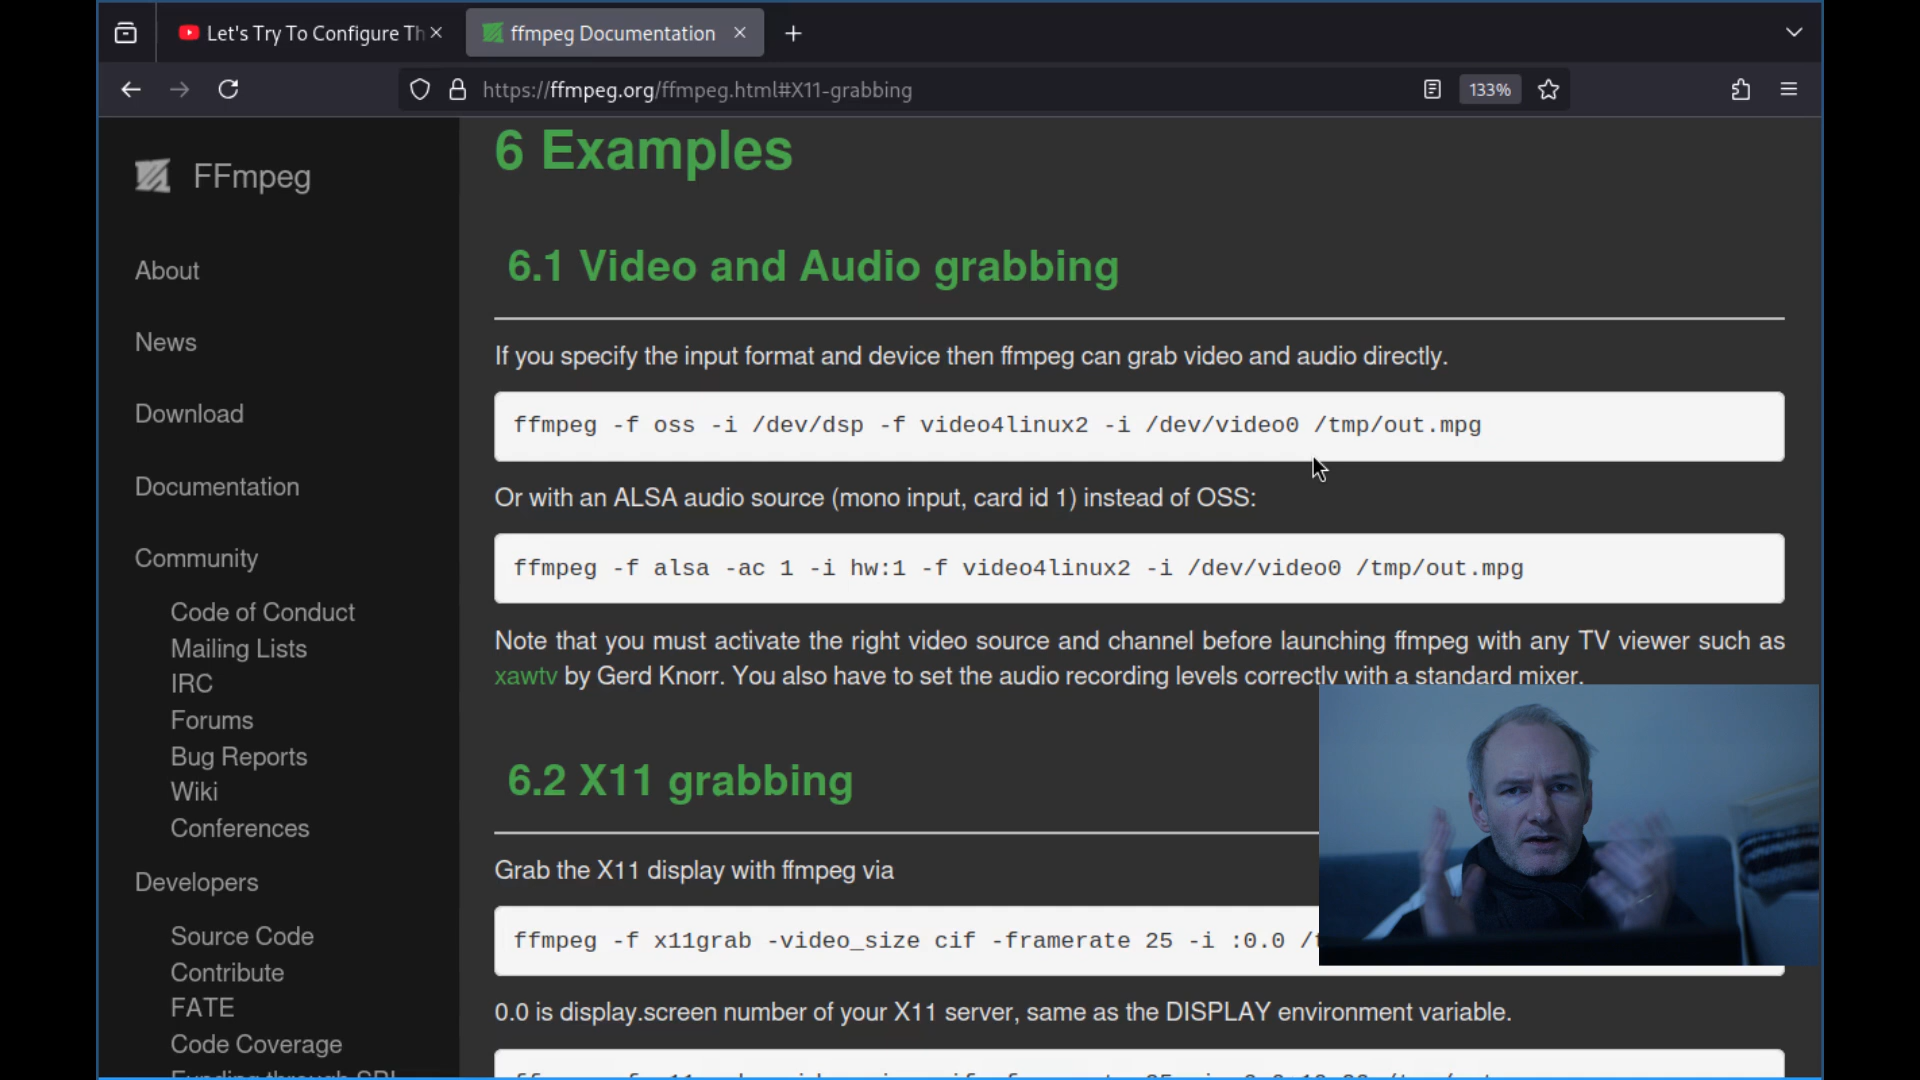 Let's Try To Configure Th
ffmpeg Documentation
https://ffmpeg.org/ffmpeg.html#X11-grabbing
133%
FFmpeg
About
News
Download
Documentation
Community
Code of Conduct
Mailing Lists
IRC
Forums
Bug Reports
Wiki
Conferences
Developers
Source Code
Contribute
FATE
Code Coverage
Funding through SPI
6 Examples
6.1 Video and Audio grabbing
If you specify the input format and device then ffmpeg can grab video and audio directly.
ffmpeg -f oss -i /dev/dsp -f video4linux2 -i /dev/video0 /tmp/out.mpg
Or with an ALSA audio source (mono input, card id 1) instead of OSS:
ffmpeg -f alsa -ac 1 -i hw:1 -f video4linux2 -i /dev/video0 /tmp/out.mpg
Note that you must activate the right video source and channel before launching ffmpeg with any TV viewer such as
xawtv by Gerd Knorr. You also have to set the audio recording levels correctly with a standard mixer.
6.2 X11 grabbing
Grab the X11 display with ffmpeg via
ffmpeg -f x11grab -video_size cif -framerate 25 -i :0.0 /
0.0 is display.screen number of your X11 server, same as the DISPLAY environment variable.